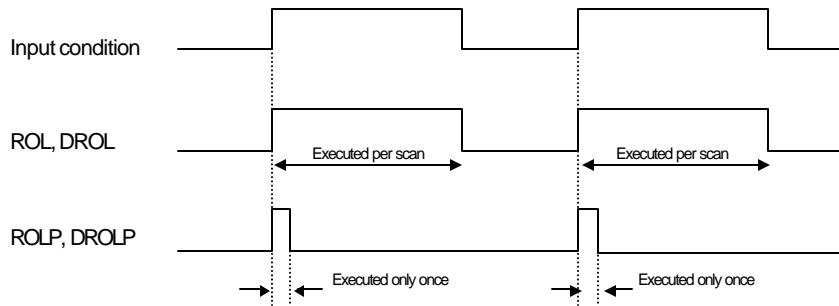 Input condition
ROL, DROL
Executed per scan
Executed per scan
ROLP, DROLP
Executed only once
Executed only once